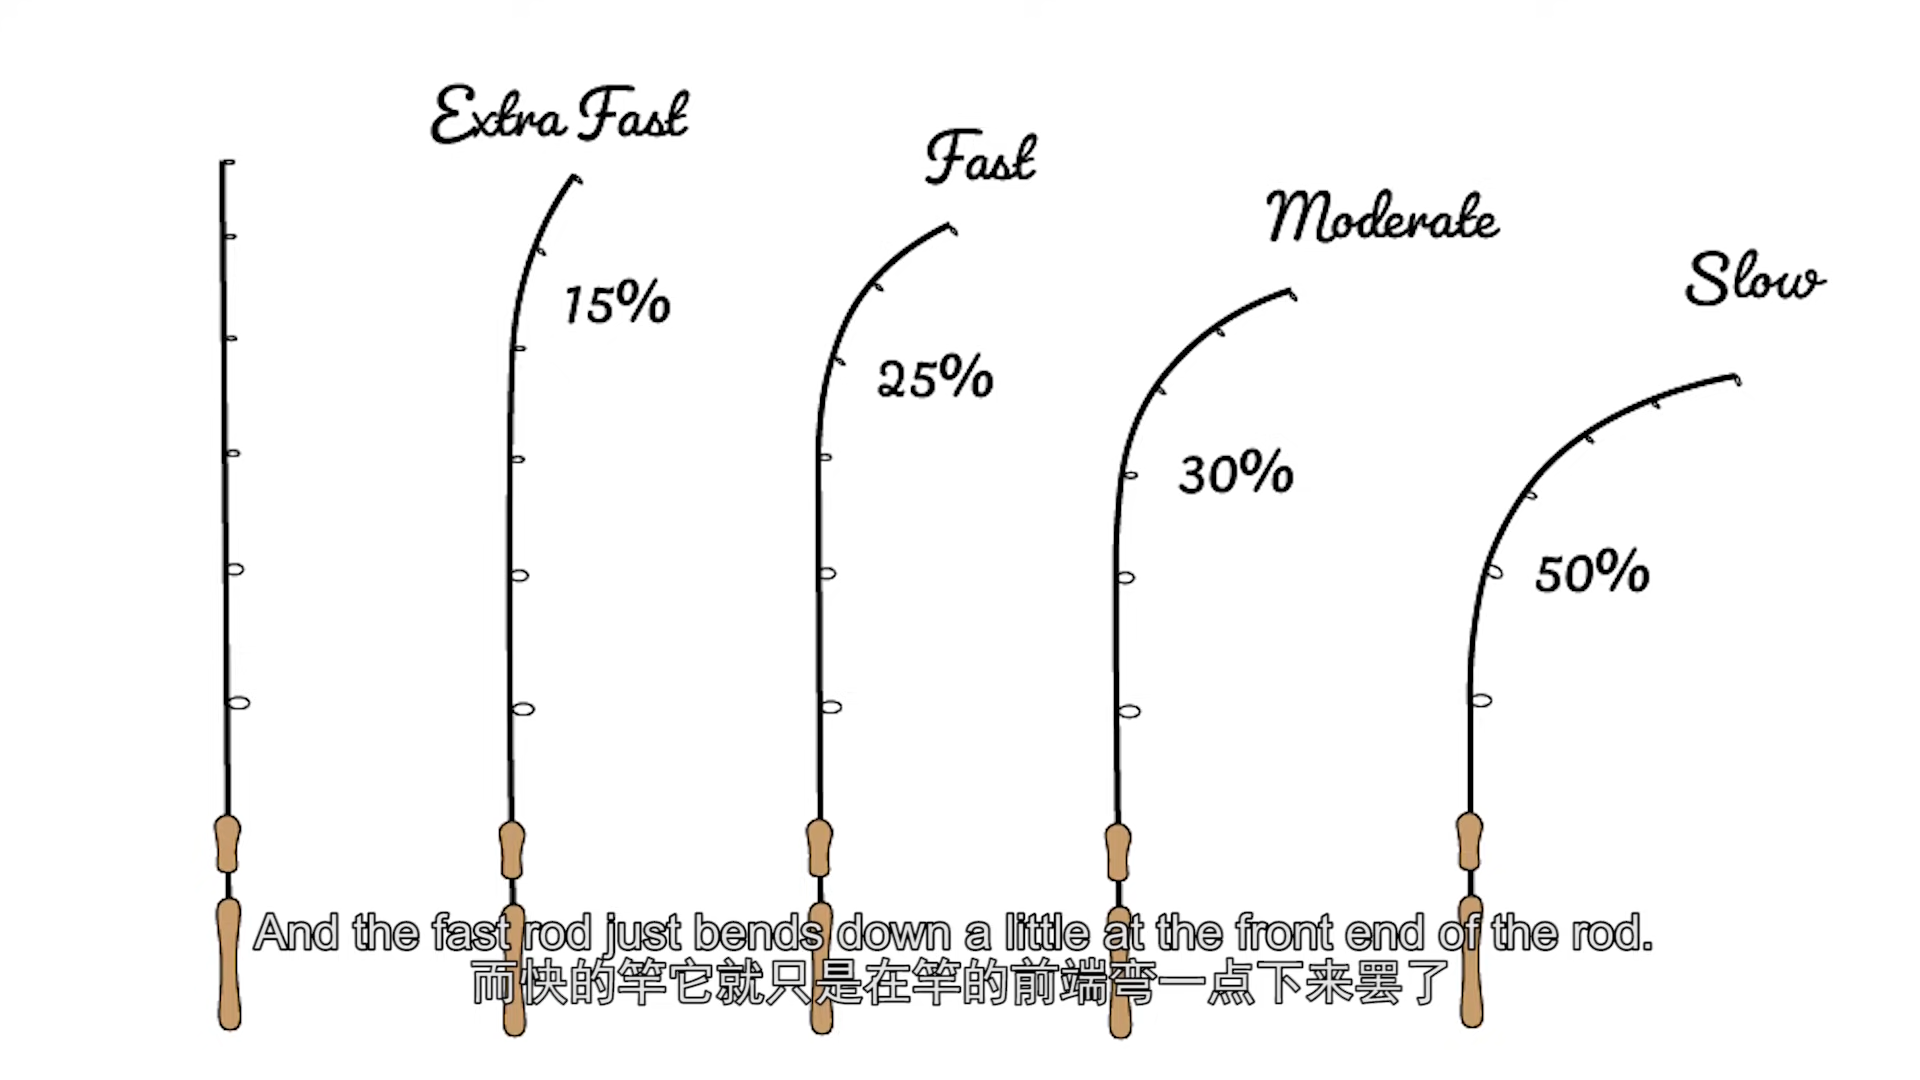 Extra Fast
Fast
Moderate
Slow
15%
25%
30%
50%
And the fast rod just bends down a little at the front end of the rod.
而快的竿它就只是在竿的前端弯一点下来罢了